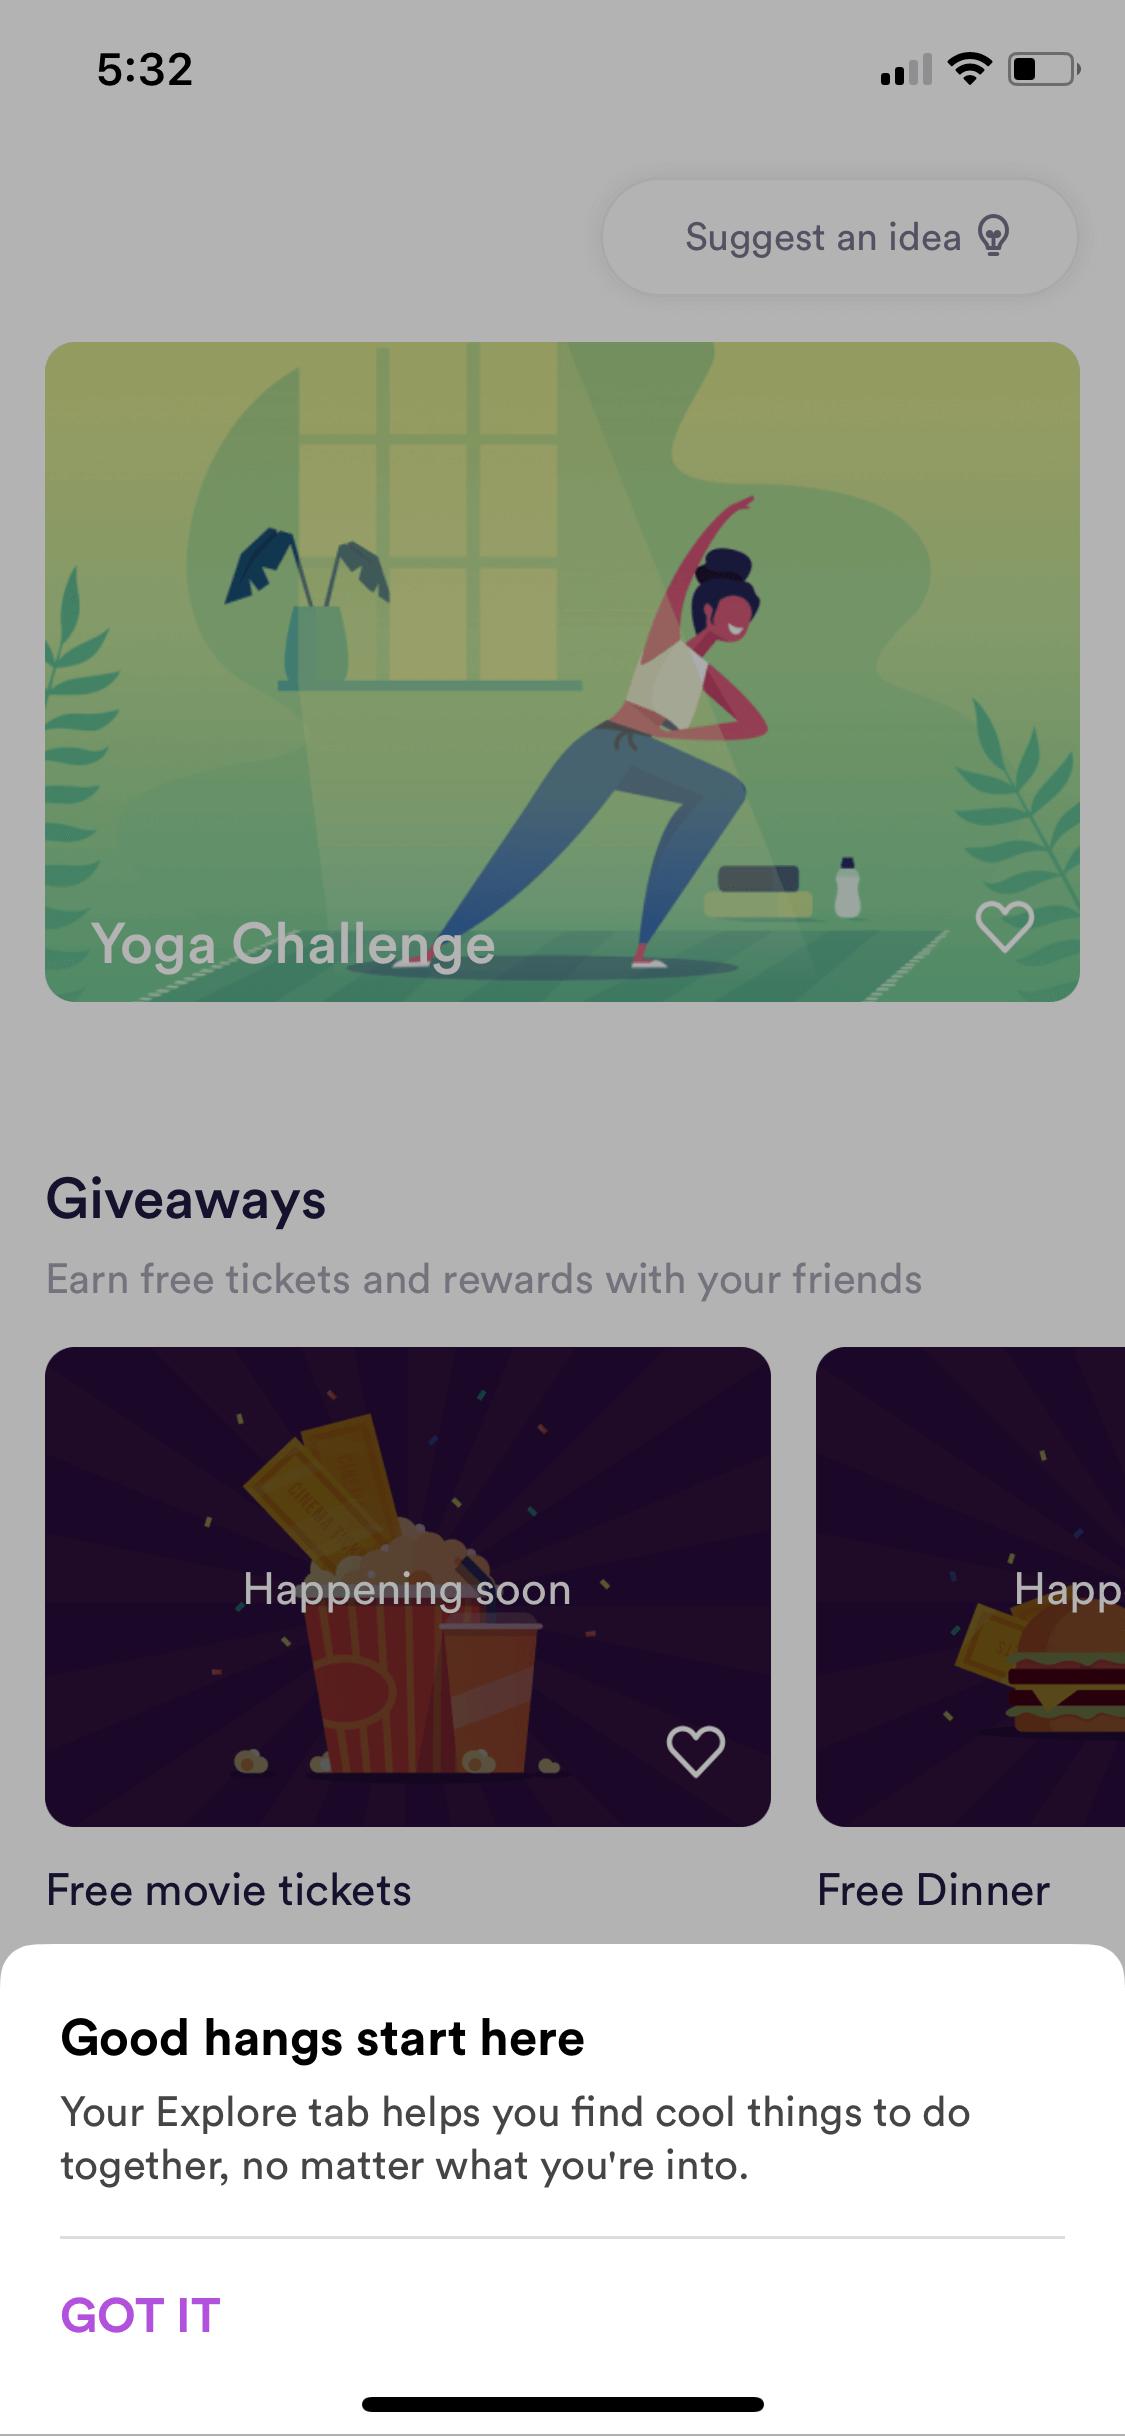 5:32
Suggest an idea
Yoga Challenge
Giveaways
Earn free tickets and rewards with your friends
CINEMA
Happening soon
Happ
Free movie tickets
Free Dinner
Good hangs start here
Your Explore tab helps you find cool things to do
together, no matter what you're into.
GOT IT